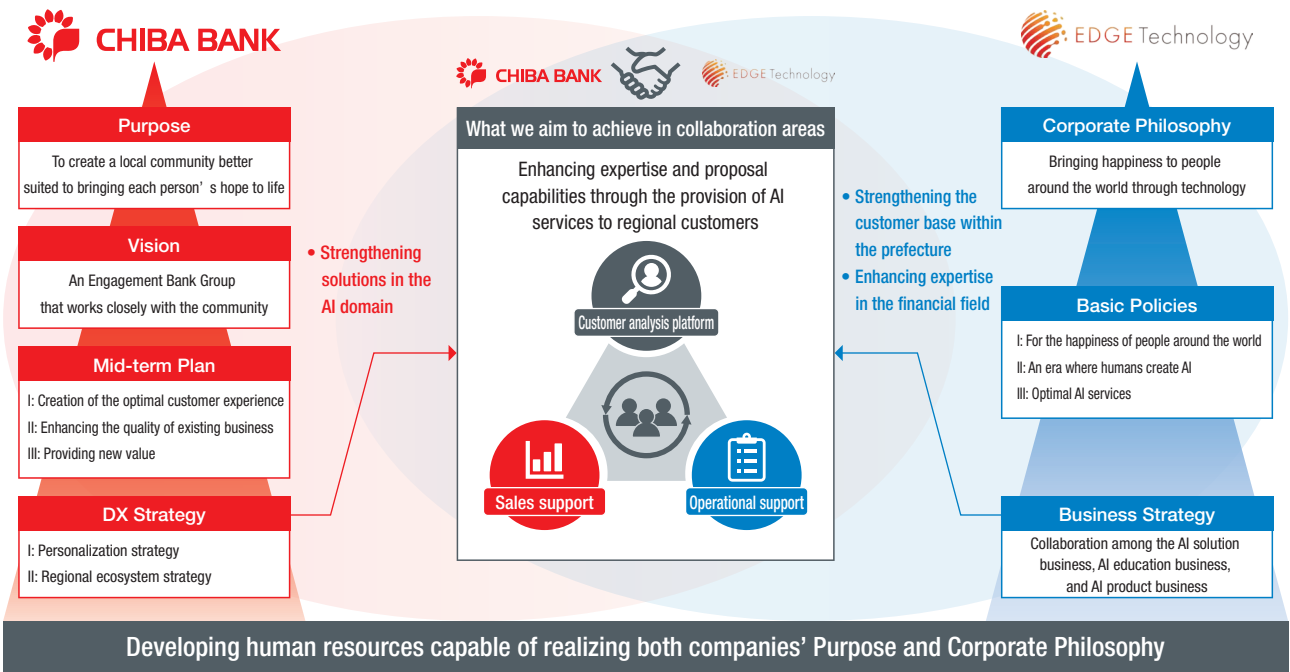 CHIBA BANK
Purpose
To create a local community better
suited to bringing each person’ s hope to life
Vision
An Engagement Bank Group
that works closely with the community
Mid-term Plan
I: Creation of the optimal customer experience
II: Enhancing the quality of existing business
III: Providing new value
DX Strategy
I: Personalization strategy
II: Regional ecosystem strategy
• Strengthening
solutions in the
AI domain
CHIBA BANK
EDGE Technology
What we aim to achieve in collaboration areas
Enhancing expertise and proposal
capabilities through the provision of AI
services to regional customers
Customer analysis platform
Sales support
Operational support
• Strengthening the
customer base within
the prefecture
• Enhancing expertise
in the financial field
EDGE Technology
Corporate Philosophy
Bringing happiness to people
around the world through technology
Basic Policies
I: For the happiness of people around the world
II: An era where humans create AI
III: Optimal AI services
Business Strategy
Collaboration among the AI solution
business, AI education business,
and AI product business
Developing human resources capable of realizing both companies’ Purpose and Corporate Philosophy